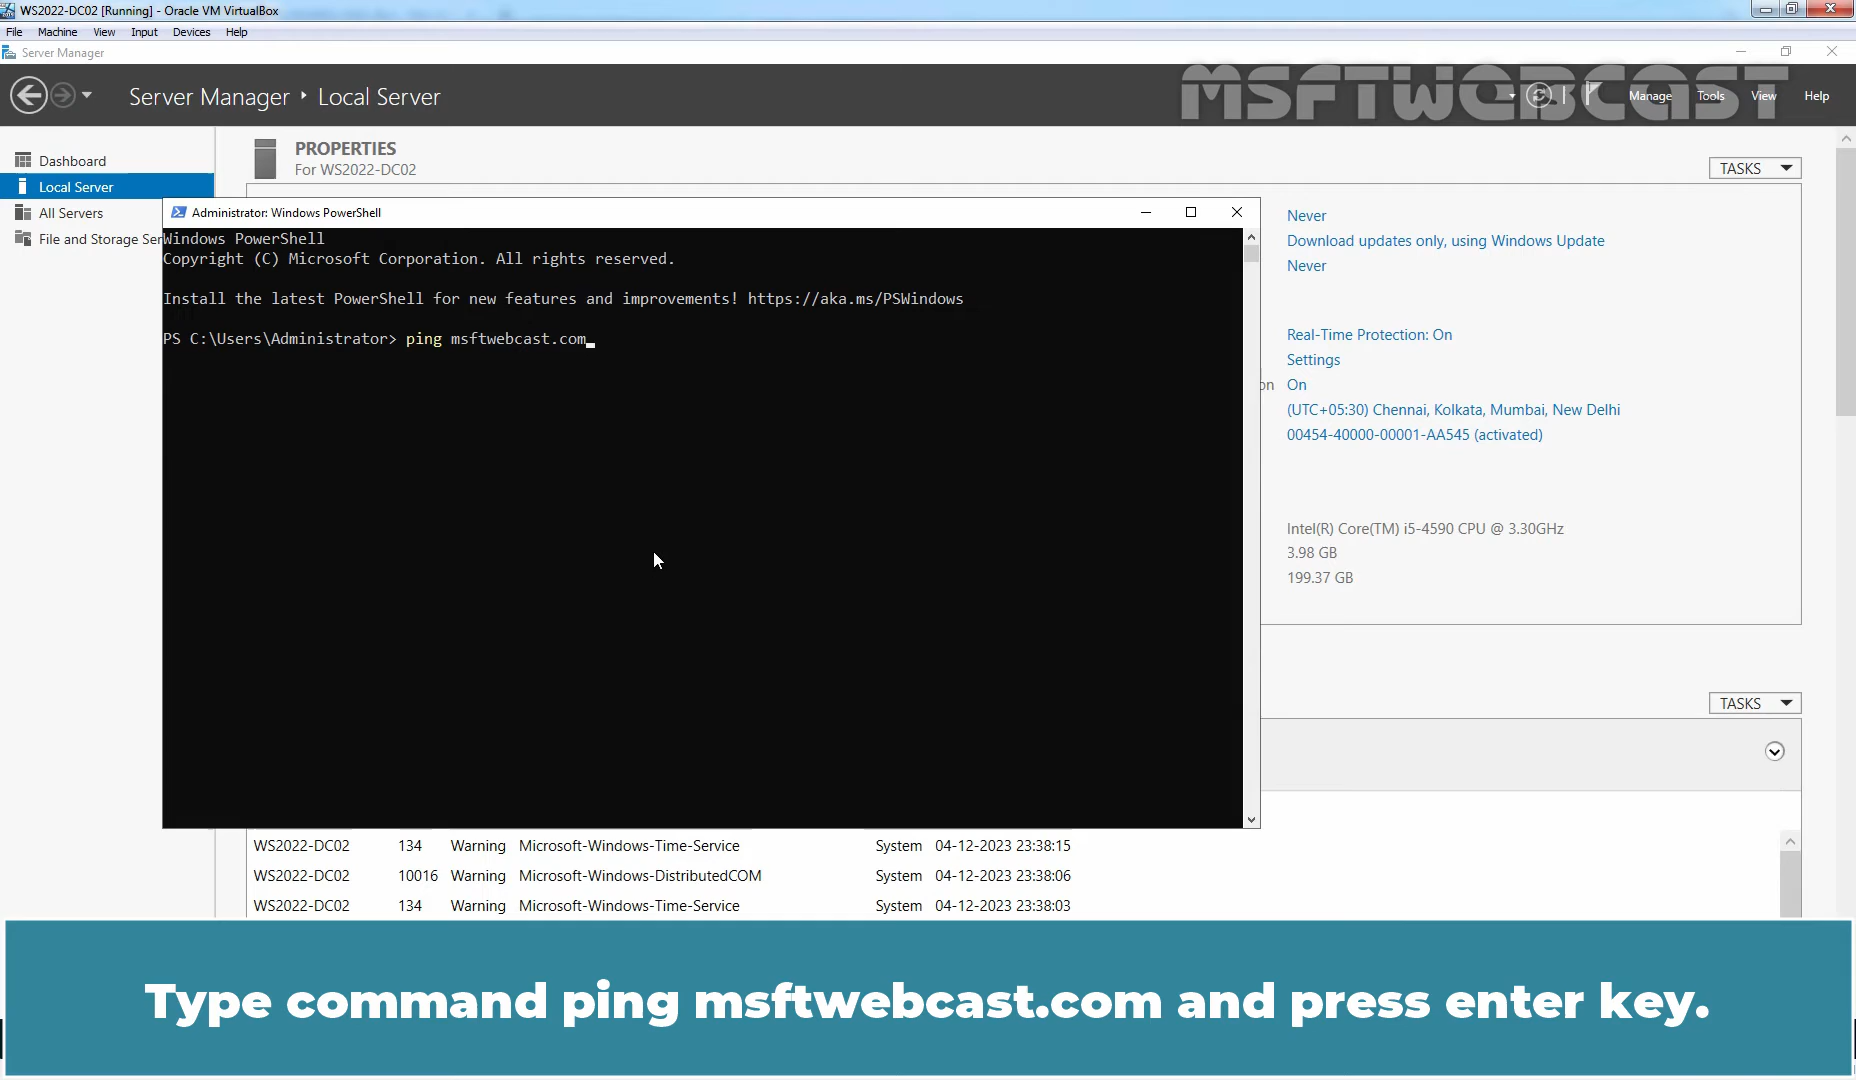 WS2022-DC02 [Running] - Oracle VM VirtualBox
File Machine View Input Devices Help
Server Manager
Server Manager • Local Server
MSFTWEBCAST
Manage Tools View Help
Dashboard
Local Server
All Servers
File and Storage Ser
PROPERTIES
For WS2022-DC02
TASKS
Administrator: Windows PowerShell
Windows PowerShell
Copyright (C) Microsoft Corporation. All rights reserved.
Install the latest PowerShell for new features and improvements! https://aka.ms/PSWindows
PS C:\Users\Administrator> ping msftwebcast.com
Never
Download updates only, using Windows Update
Never
Real-Time Protection: On
Settings
on On
(UTC+05:30) Chennai, Kolkata, Mumbai, New Delhi
00454-40000-00001-AA545 (activated)
Intel(R) Core(TM) i5-4590 CPU @ 3.30GHz
3.98 GB
199.37 GB
TASKS
WS2022-DC02 134 Warning Microsoft-Windows-Time-Service System 04-12-2023 23:38:15
WS2022-DC02 10016 Warning Microsoft-Windows-DistributedCOM System 04-12-2023 23:38:06
WS2022-DC02 134 Warning Microsoft-Windows-Time-Service System 04-12-2023 23:38:03
Type command ping msftwebcast.com and press enter key.